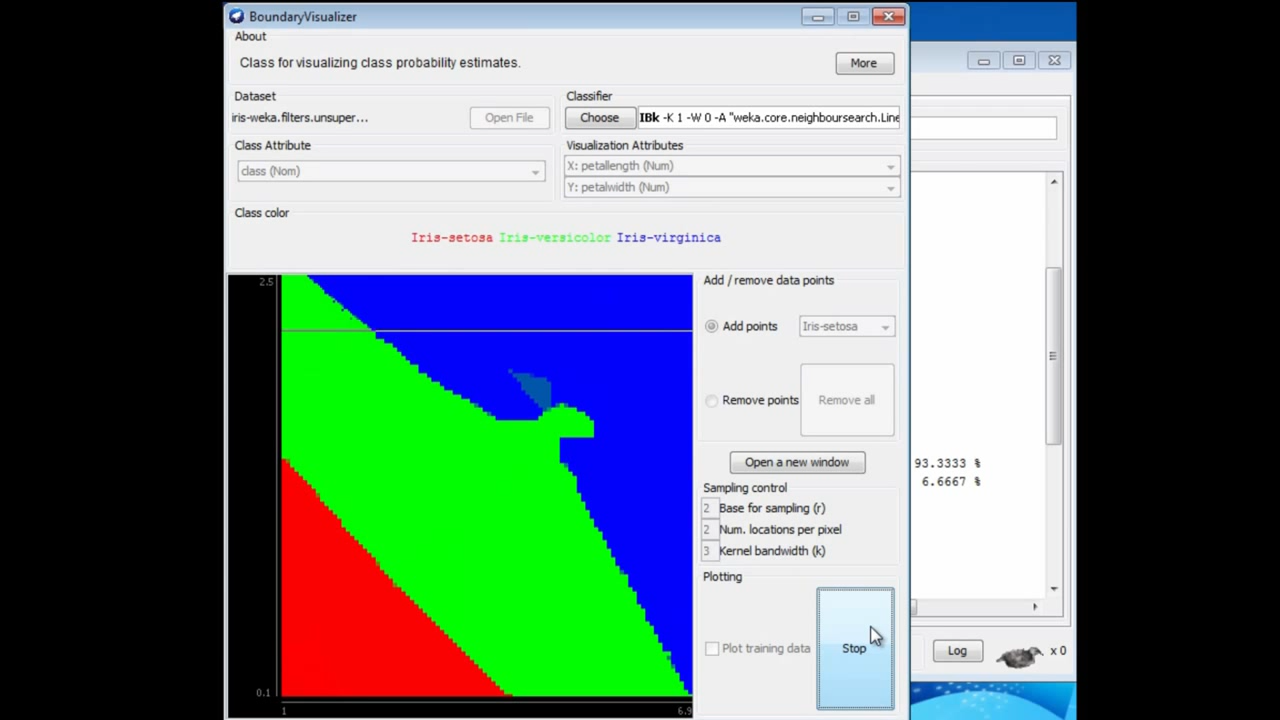 BoundaryVisualizer
About
Class for visualizing class probability estimates.
More
Dataset
iris-weka.filters.unsuper...
Open File
Classifier
Choose
IBk -K 1 -W 0 -A "weka.core.neighboursearch.Line
Class Attribute
class (Nom)
Visualization Attributes
X: petallength (Num)
Y: petalwidth (Num)
Class color
Iris-setosa Iris-versicolor Iris-virginica
2.5
0.1
1
6.9
Add / remove data points
Add points
Iris-setosa
Remove points
Remove all
Open a new window
Sampling control
2 Base for sampling (r)
2 Num. locations per pixel
3 Kernel bandwidth (k)
Plotting
Plot training data
Stop
93.3333 %
6.6667 %
Log
x 0